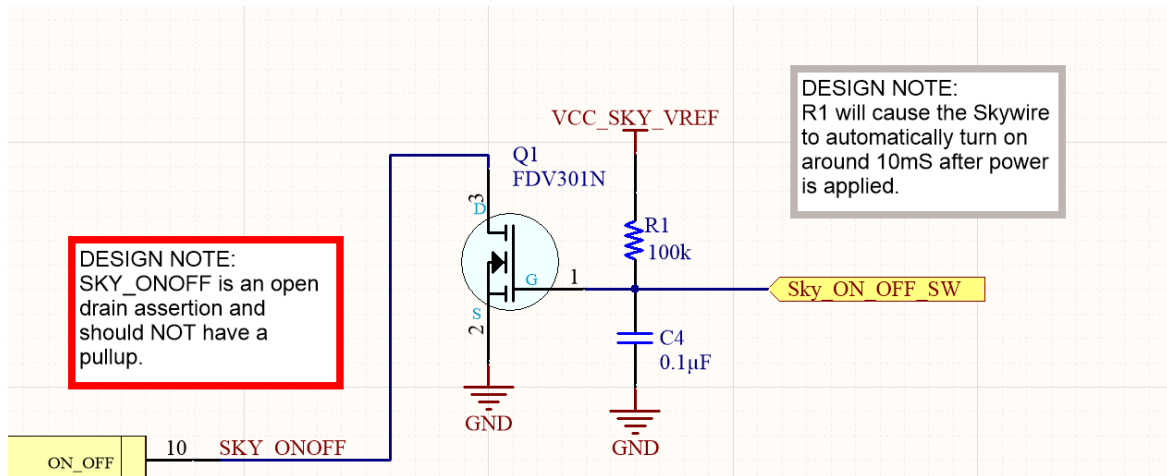 DESIGN NOTE:
R1 will cause the Skywire
to automatically turn on
around 10mS after power
is applied.
VCC_SKY_VREF
Q1
FDV301N
3
D
R1
100k
G
1
Sky_ON_OFF_SW
S
2
C4
0.1µF
GND
GND
DESIGN NOTE:
SKY_ONOFF is an open
drain assertion and
should NOT have a
pullup.
10
SKY_ONOFF
ON_OFF